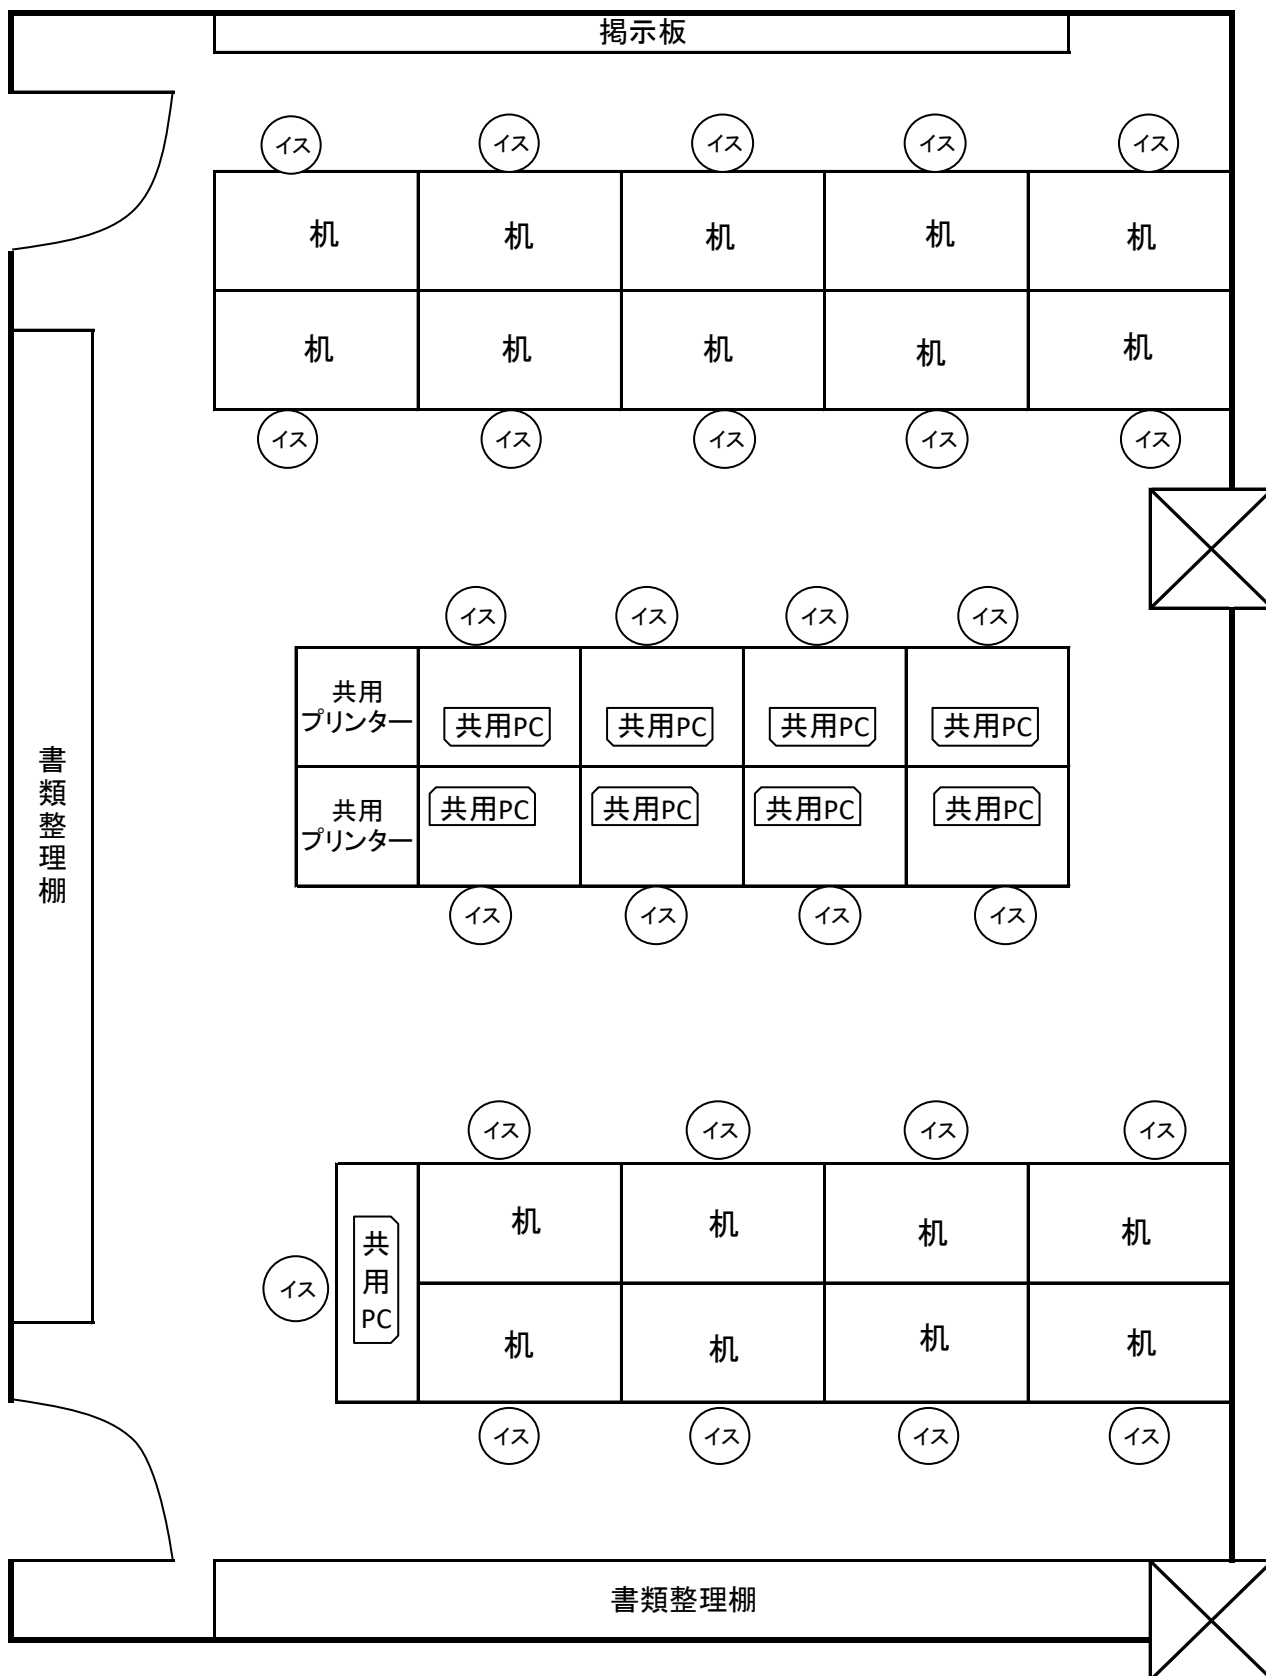 掲示板
イス イス イス イス イス
机 机 机 机 机
机 机 机 机 机
イス イス イス イス イス
イス イス イス イス
共用
プリンター
共用PC 共用PC 共用PC 共用PC
共用
プリンター
共用PC 共用PC 共用PC 共用PC
イス イス イス イス
書類整理棚
イス イス イス イス
机 机 机 机
イス
共用PC
机 机 机 机
イス イス イス イス
書類整理棚